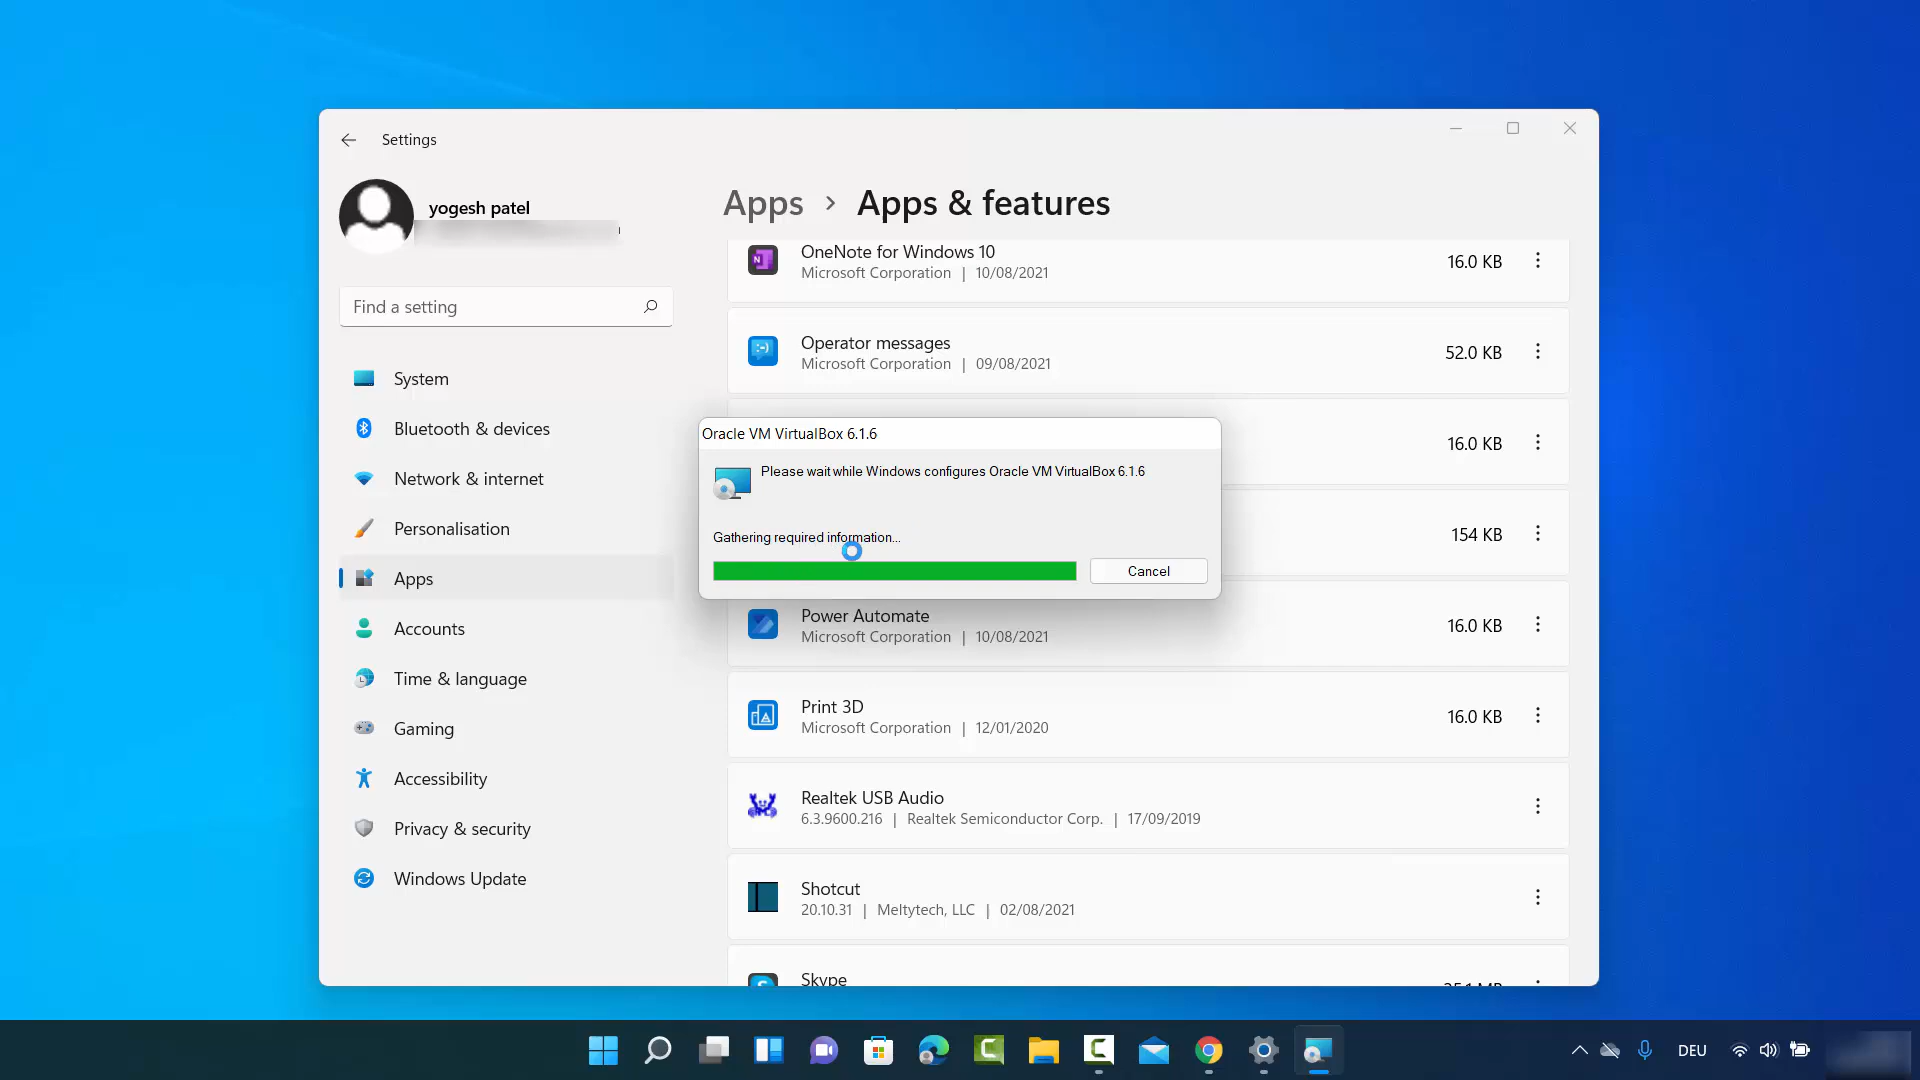 Settings
yogesh patel
Find a setting
System
Bluetooth & devices
Network & internet
Personalisation
Apps
Accounts
Time & language
Gaming
Accessibility
Privacy & security
Windows Update
Apps > Apps & features
OneNote for Windows 10
Microsoft Corporation | 10/08/2021
16.0 KB
Operator messages
Microsoft Corporation | 09/08/2021
52.0 KB
16.0 KB
154 KB
Oracle VM VirtualBox 6.1.6
Please wait while Windows configures Oracle VM VirtualBox 6.1.6
Gathering required information...
Cancel
Power Automate
Microsoft Corporation | 10/08/2021
16.0 KB
Print 3D
Microsoft Corporation | 12/01/2020
16.0 KB
Realtek USB Audio
6.3.9600.216 | Realtek Semiconductor Corp. | 17/09/2019
Shotcut
20.10.31 | Meltytech, LLC | 02/08/2021
Skype
DEU